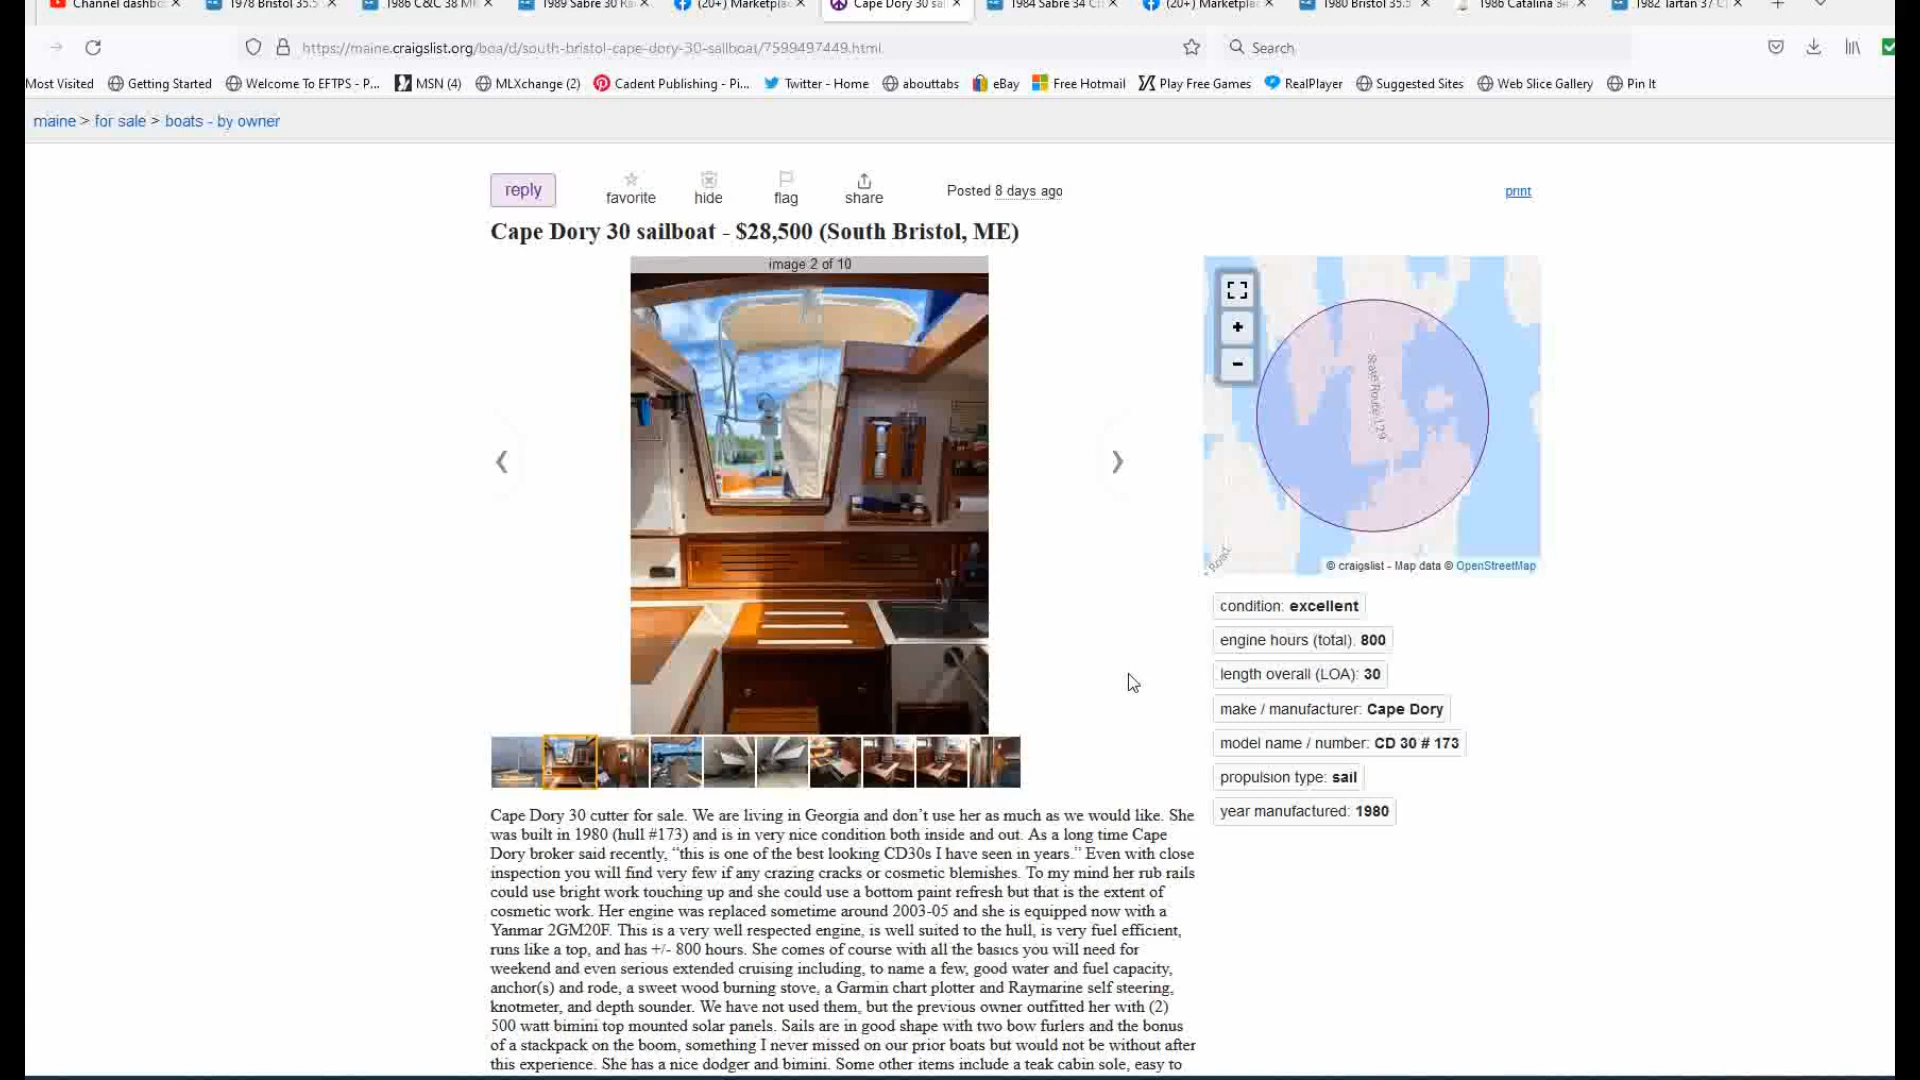 Channel dashbo
1978 Bristol 35.5
1986 C&C 38 M
1989 Sabre 30
(20+) Marketpla
Cape Dory 30 sai
1984 Sabre 34 C
(20+) Marketpla
1980 Bristol 35.5
1986 Catalina
1982 Tartan 37 C
https://maine.craigslist.org/boa/d/south-bristol-cape-dory-30-sailboat/7599497449.html
Search
Most Visited
Getting Started
Welcome To EFTPS - P...
MSN (4)
MLXchange (2)
Cadent Publishing - Pi...
Twitter - Home
abouttabs
eBay
Free Hotmail
Play Free Games
RealPlayer
Suggested Sites
Web Slice Gallery
Pin It
maine > for sale > boats - by owner
reply
favorite
hide
flag
share
Posted 8 days ago
print
Cape Dory 30 sailboat - $28,500 (South Bristol, ME)
image 2 of 10
+
-
State Route 129
Road
© craigslist - Map data © OpenStreetMap
condition: excellent
engine hours (total): 800
length overall (LOA): 30
make / manufacturer: Cape Dory
model name / number: CD 30 # 173
propulsion type: sail
year manufactured: 1980
Cape Dory 30 cutter for sale. We are living in Georgia and don’t use her as much as we would like. She
was built in 1980 (hull #173) and is in very nice condition both inside and out. As a long time Cape
Dory broker said recently, “this is one of the best looking CD30s I have seen in years.” Even with close
inspection you will find very few if any crazing cracks or cosmetic blemishes. To my mind her rub rails
could use bright work touching up and she could use a bottom paint refresh but that is the extent of
cosmetic work. Her engine was replaced sometime around 2003-05 and she is equipped now with a
Yanmar 2GM20F. This is a very well respected engine, is well suited to the hull, is very fuel efficient,
runs like a top, and has +/- 800 hours. She comes of course with all the basics you will need for
weekend and even serious extended cruising including, to name a few, good water and fuel capacity,
anchor(s) and rode, a sweet wood burning stove, a Garmin chart plotter and Raymarine self steering,
knotmeter, and depth sounder. We have not used them, but the previous owner outfitted her with (2)
500 watt bimini top mounted solar panels. Sails are in good shape with two bow furlers and the bonus
of a stackpack on the boom, something I never missed on our prior boats but would not be without after
this experience. She has a nice dodger and bimini. Some other items include a teak cabin sole, easy to